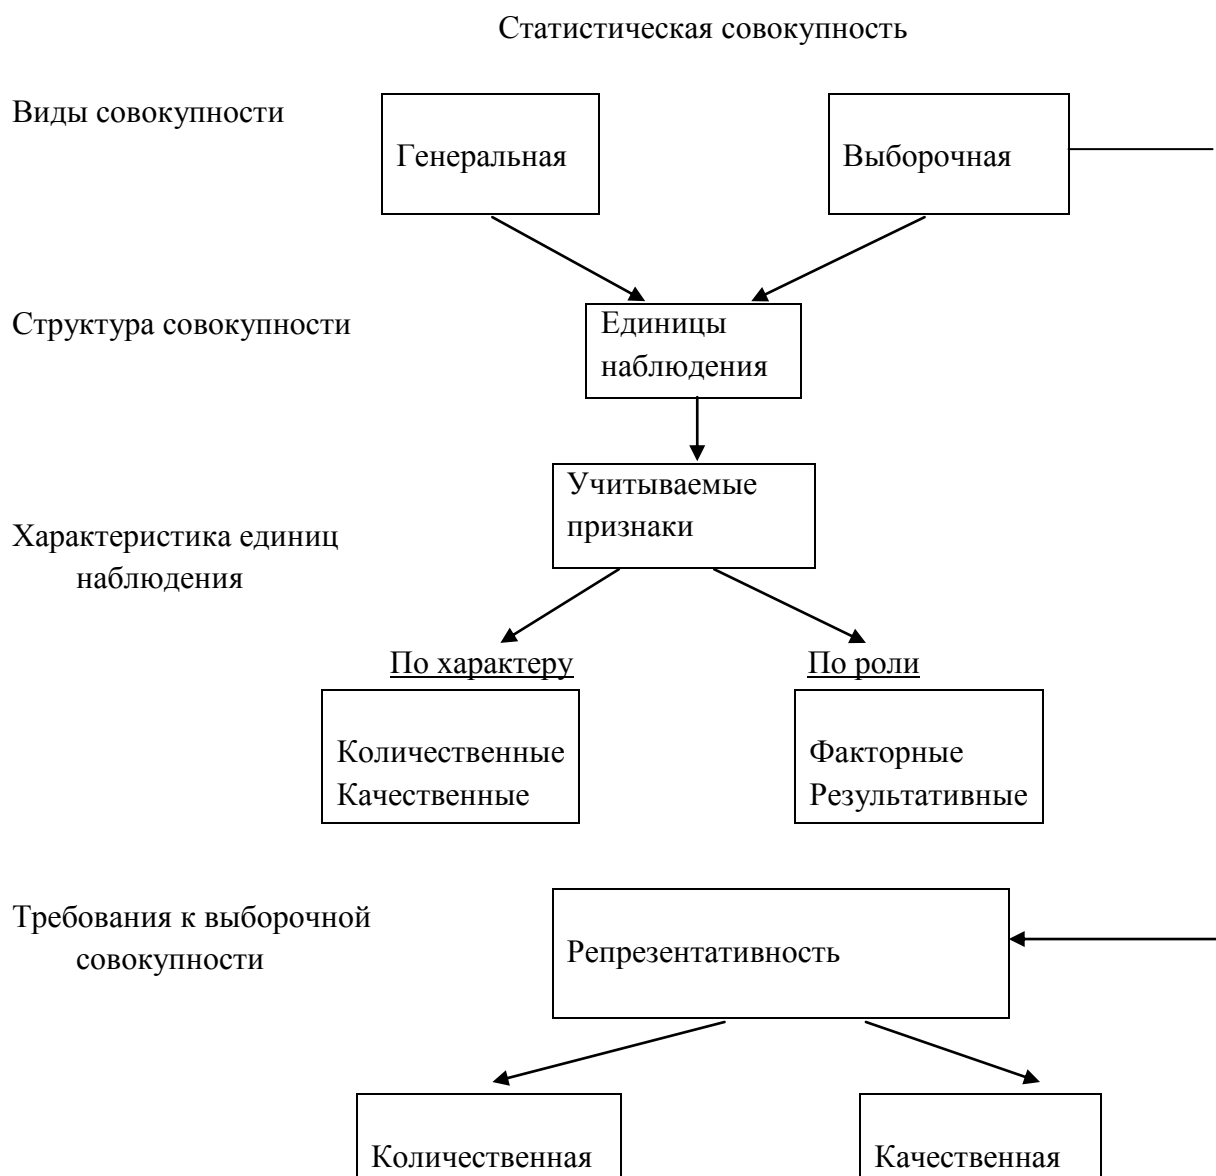 Статистическая совокупность
Виды совокупности
Генеральная
Выборочная
Структура совокупности
Единицы
наблюдения
Учитываемые
признаки
Характеристика единиц
наблюдения
По характеру
По роли
Количественные
Качественные
Факторные
Результативные
Требования к выборочной
совокупности
Репрезентативность
Количественная
Качественная